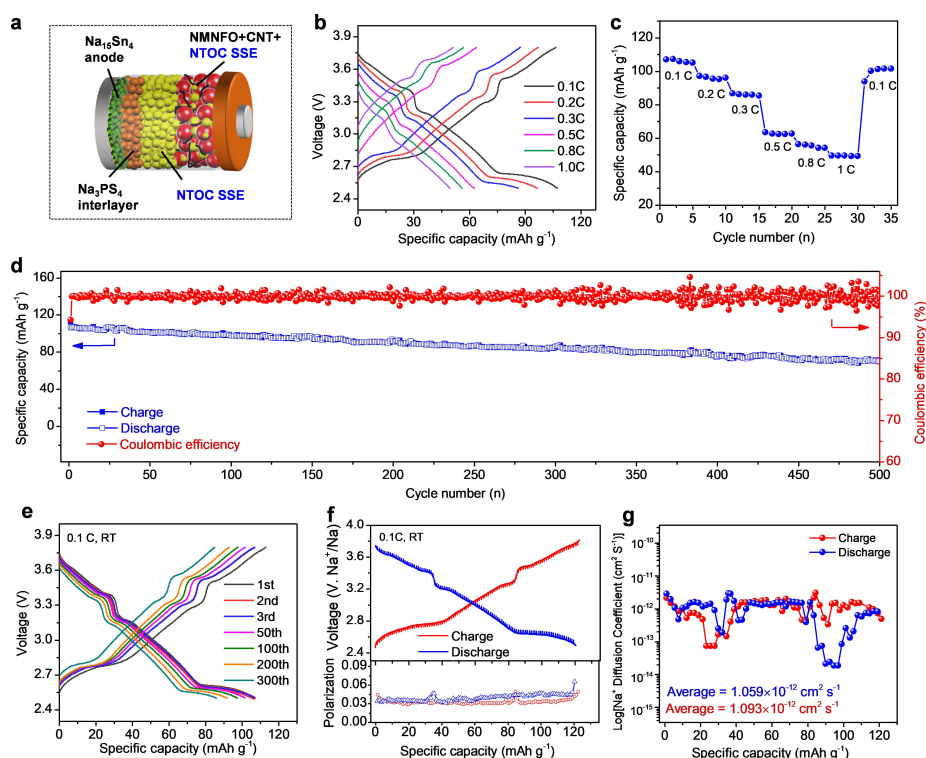 a
Na15Sn4
anode
NMNFO+CNT+
NTOC SSE
Na3PS4
interlayer
NTOC SSE
b
3.9
3.6
3.3
3.0
2.7
2.4
Voltage (V)
0.1C
0.2C
0.3C
0.5C
0.8C
1.0C
0 30 60 90 120
Specific capacity (mAh g-1)
c
160
140
120
100
80
60
40
20
0
Specific capacity (mAh g-1)
0.1 C
0.2 C
0.3 C
0.5 C
0.8 C
1 C
0.1 C
0 5 10 15 20 25 30 35
Cycle number (n)
d
160
120
80
40
0
Specific capacity (mAh g-1)
Charge
Discharge
Coulombic efficiency
100
90
85
80
70
60
Coulombic efficiency (%)
0 50 100 150 200 250 300 350 400 450 500
Cycle number (n)
e
0.1 C, RT
3.9
3.6
3.3
3.0
2.7
2.4
Voltage (V)
1st
2nd
3rd
50th
100th
200th
300th
0 20 40 60 80 100 120 140
Specific capacity (mAh g-1)
f
0.1C, RT
4.0
3.6
3.2
2.8
2.4
Voltage (V. Na+/Na)
Charge
Discharge
0.09
0.06
0.03
0.00
Polarization
0 20 40 60 80 100 120
Specific capacity (mAh g-1)
g
Charge
Discharge
10-10
10-11
10-12
10-13
10-14
10-15
Log[Na+ Diffusion Coefficient (cm2 S-1)]
Average = 1.059×10-12 cm2 s-1
Average = 1.093×10-12 cm2 s-1
0 20 40 60 80 100 120
Specific capacity (mAh g-1)